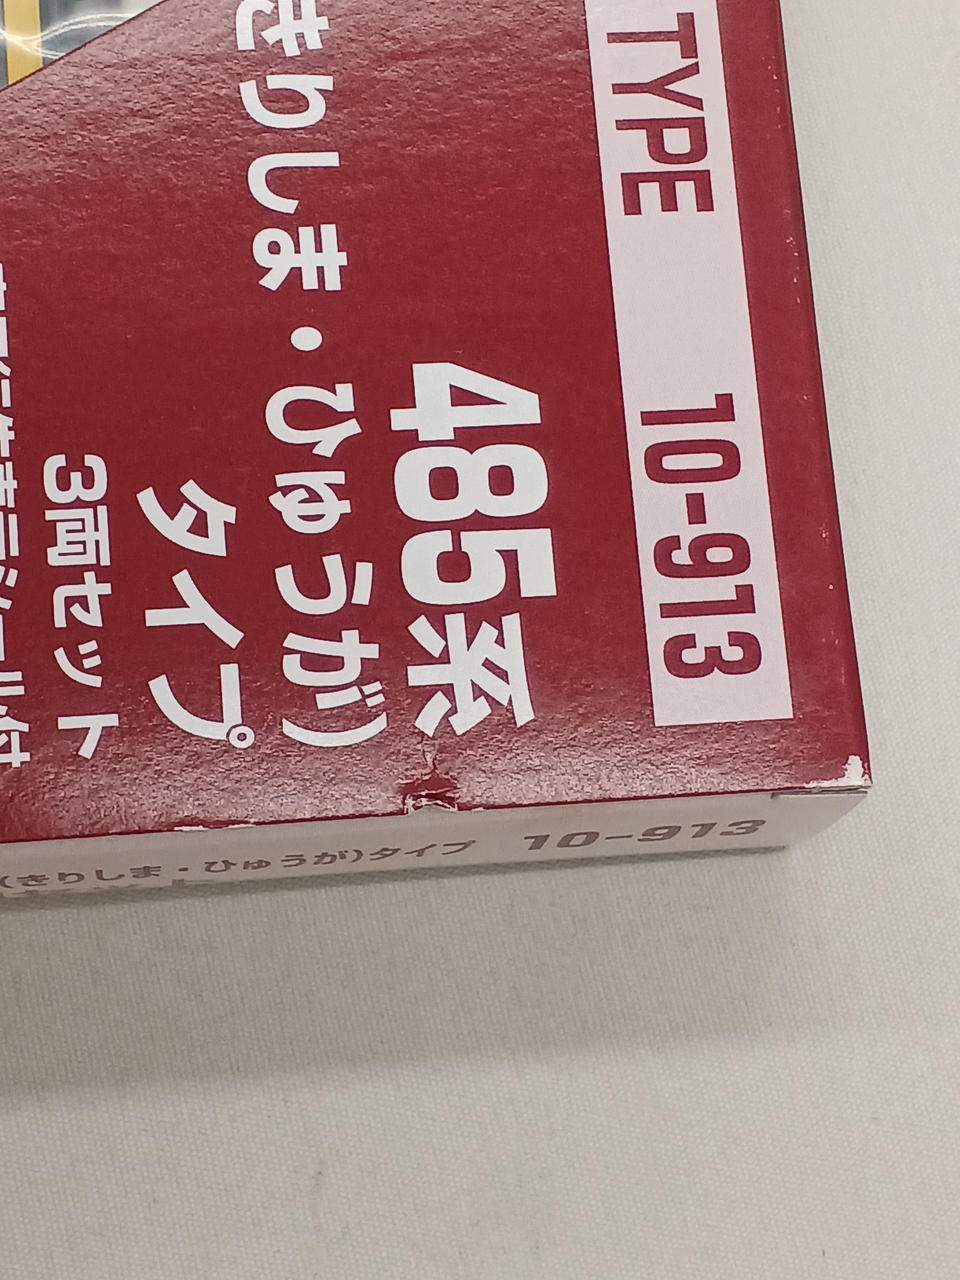 TYPE 10-913
485系
きりしま・ひゅうが)
タイプ
3両セット
(きりしま・ひゅうが)タイプ 10-913